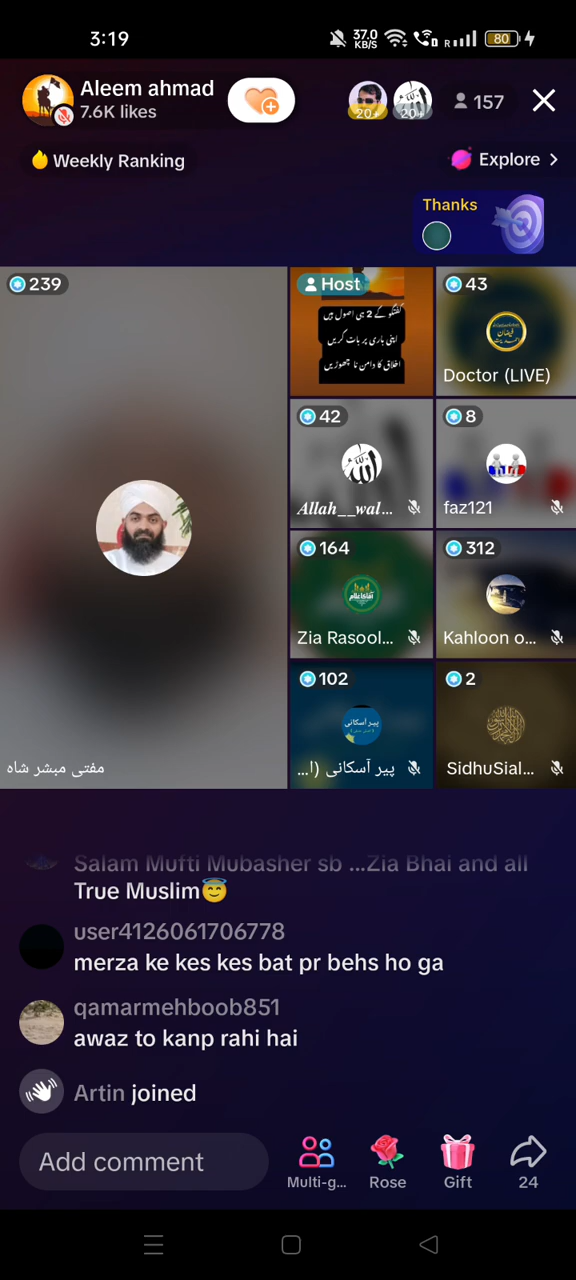 3:19
37.0
KB/S
R
80
Aleem ahmad
7.6K likes
20+
20+
157
Weekly Ranking
Explore >
Thanks
239
Host
گفتگو کے 2 ہی اصول ہیں
اپنی باری پر بات کریں
اخلاق کا دامن نا چھوڑیں
43
Doctor (LIVE)
42
Allah__wal...
8
faz121
164
Zia Rasool...
312
Kahloon o...
مفتی مبشر شاہ
102
پیر آسکانی
پیر آسکانی (ا...
2
SidhuSial...
Salam Mufti Mubasher sb ...Zia Bhai and all
True Muslim😇
user4126061706778
merza ke kes kes bat pr behs ho ga
qamarmehboob851
awaz to kanp rahi hai
Artin joined
Add comment
Multi-g...
Rose
Gift
24